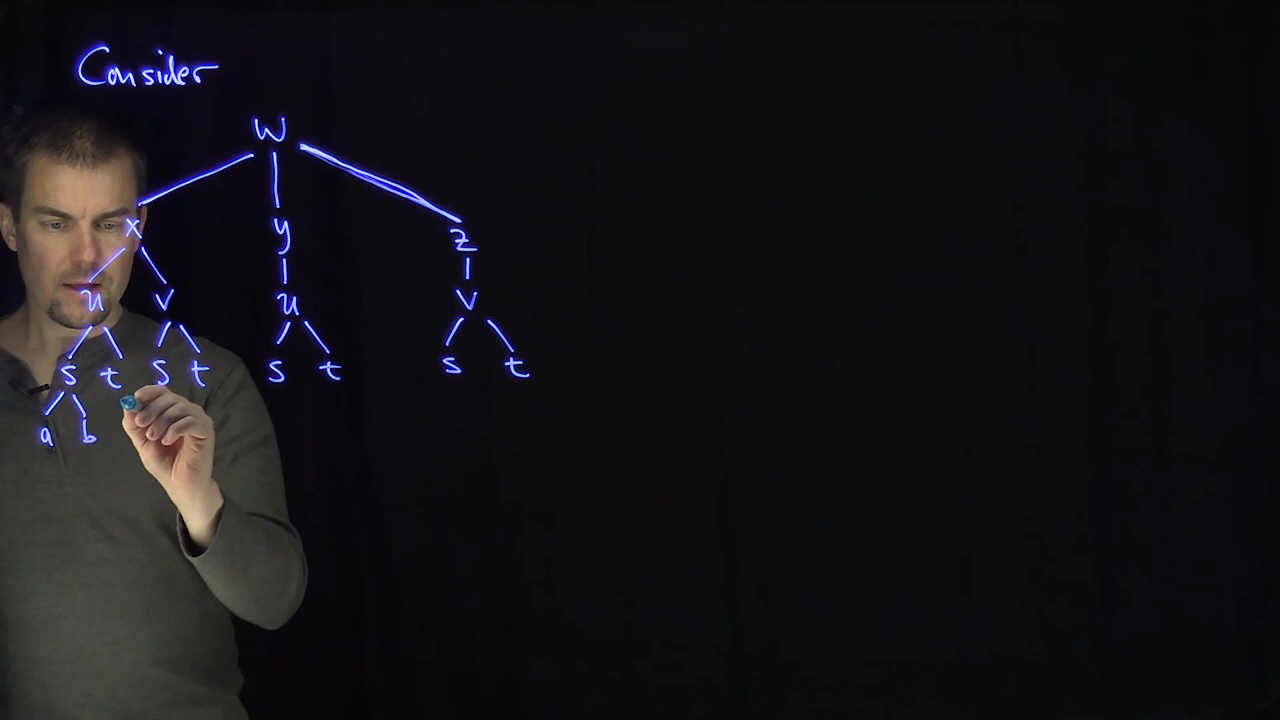 Consider
W
x y z
u v u v
s t s t s t s t
a b